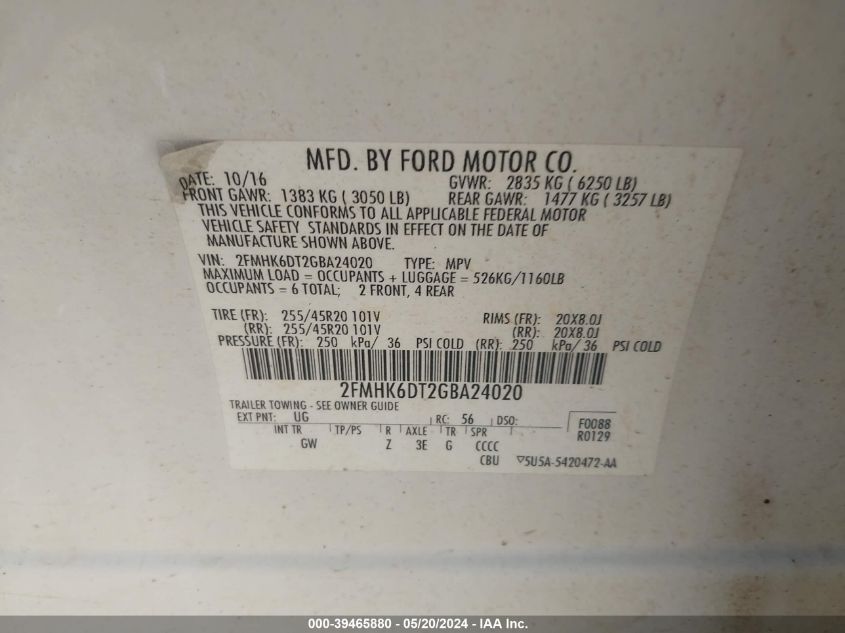 MFD. BY FORD MOTOR CO.
DATE: 10/16 GVWR: 2835 KG ( 6250 LB)
FRONT GAWR: 1383 KG ( 3050 LB) REAR GAWR: 1477 KG ( 3257 LB)
THIS VEHICLE CONFORMS TO ALL APPLICABLE FEDERAL MOTOR
VEHICLE SAFETY STANDARDS IN EFFECT ON THE DATE OF
MANUFACTURE SHOWN ABOVE.
VIN: 2FMHK6DT2GBA24020 TYPE: MPV
MAXIMUM LOAD = OCCUPANTS + LUGGAGE = 526KG/1160LB
OCCUPANTS = 6 TOTAL; 2 FRONT, 4 REAR
TIRE (FR): 255/45R20 101V RIMS (FR): 20X8.0J
(RR): 255/45R20 101V (RR): 20X8.0J
PRESSURE (FR): 250 kPa/ 36 PSI COLD (RR): 250 kPa/ 36 PSI COLD
2FMHK6DT2GBA24020
TRAILER TOWING - SEE OWNER GUIDE
EXT PNT: UG RC: 56 DSO: F0088
INT TR TP/PS R AXLE TR SPR R0129
GW Z 3E G CCCC
CBU ▽5U5A-5420472-AA
000-39465880 - 05/20/2024 - IAA Inc.